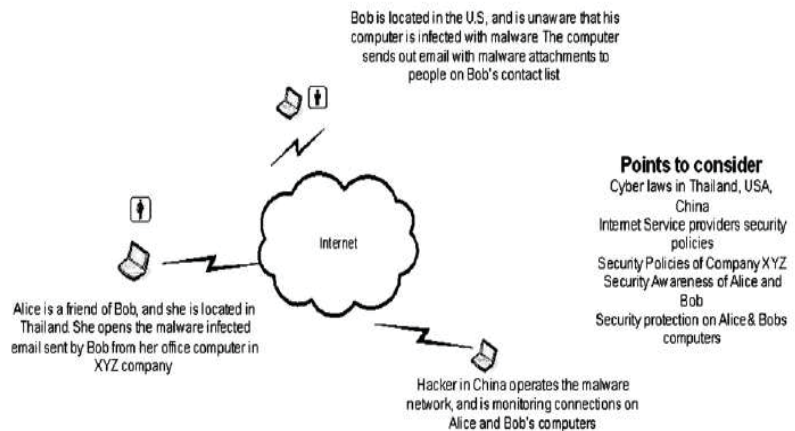 Bob is located in the U.S, and is unaware that his
computer is infected with malware. The computer
sends out email with malware attachments to
people on Bob's contact list
Points to consider
Cyber laws in Thailand, USA,
China
Internet Service providers security
policies
Security Policies of Company XYZ
Security Awareness of Alice and
Bob
Security protection on Alice & Bobs
computers
Internet
Alice is a friend of Bob, and she is located in
Thailand. She opens the malware infected
email sent by Bob from her office computer in
XYZ company
Hacker in China operates the malware
network, and is monitoring connections on
Alice and Bob's computers